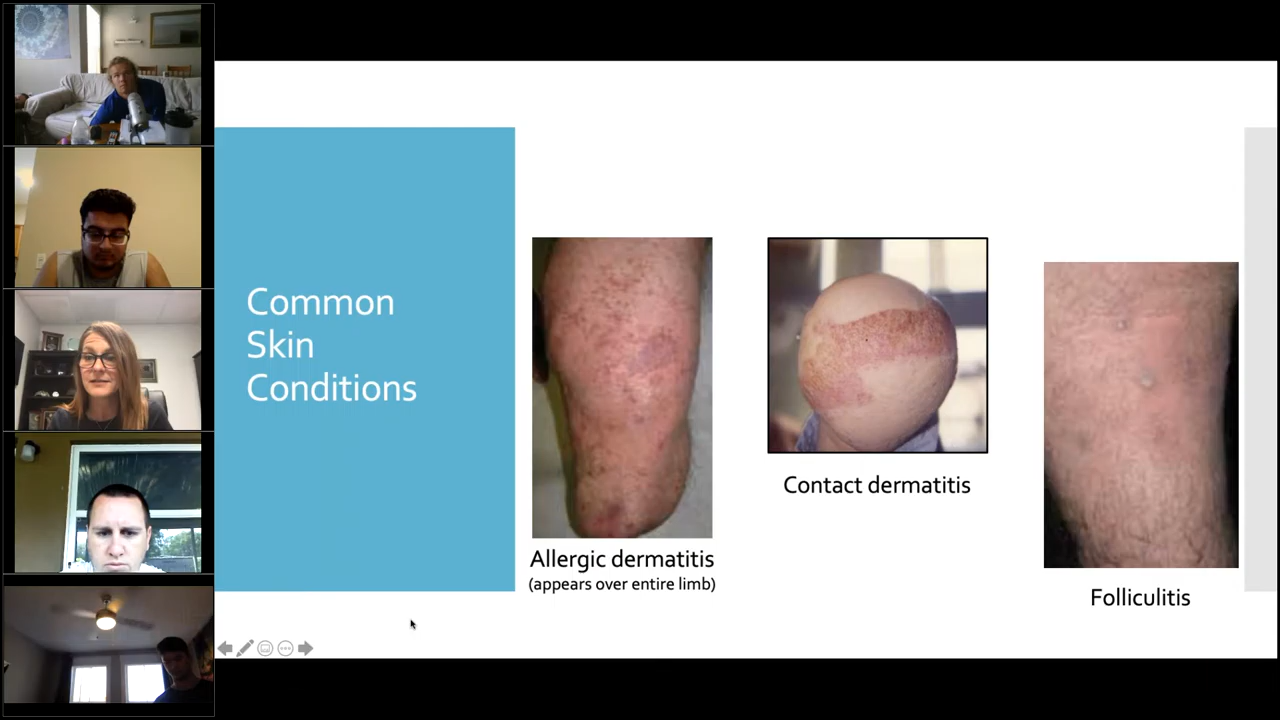 Common
Skin
Conditions
Allergic dermatitis
(appears over entire limb)
Contact dermatitis
Folliculitis